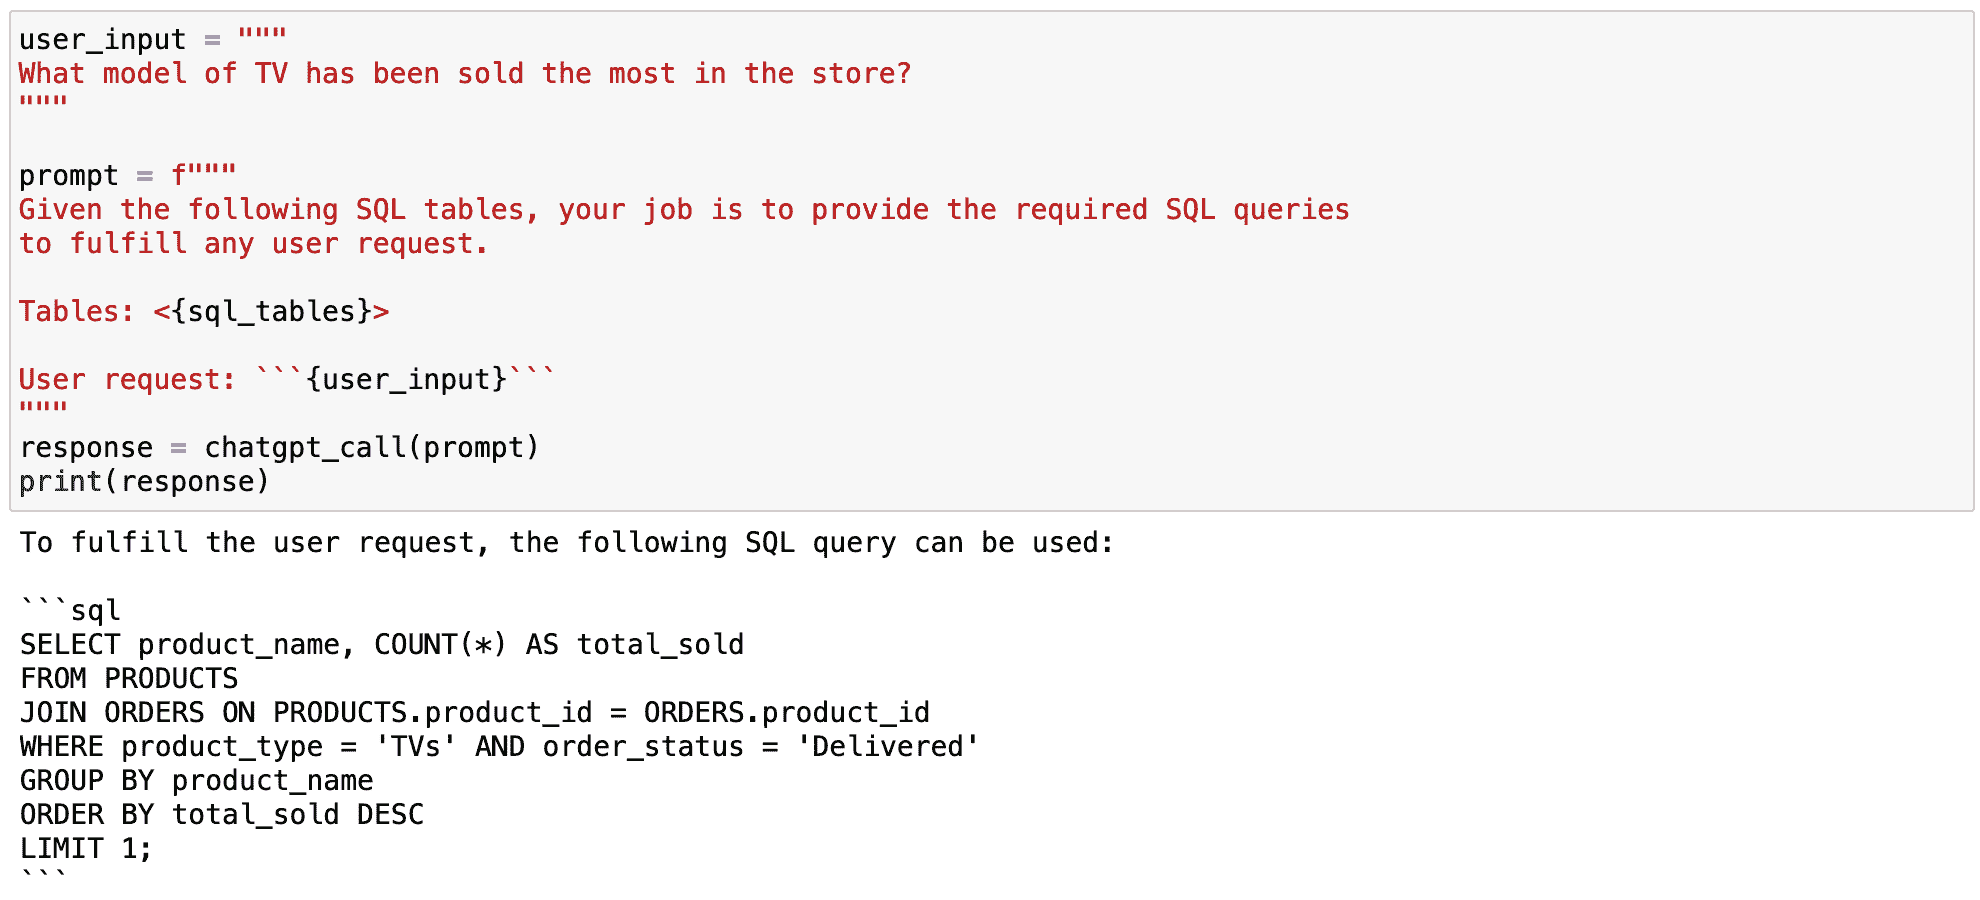 user_input = """
What model of TV has been sold the most in the store?
"""
prompt = f"""
Given the following SQL tables, your job is to provide the required SQL queries
to fulfill any user request.
Tables: <{sql_tables}>
User request: ```{user_input}```
"""
response = chatgpt_call(prompt)
print(response)
To fulfill the user request, the following SQL query can be used:
```sql
SELECT product_name, COUNT(*) AS total_sold
FROM PRODUCTS
JOIN ORDERS ON PRODUCTS.product_id = ORDERS.product_id
WHERE product_type = 'TVs' AND order_status = 'Delivered'
GROUP BY product_name
ORDER BY total_sold DESC
LIMIT 1;
```